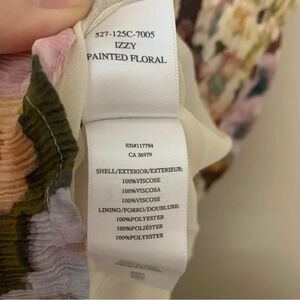 527-125C-7005
IZZY
PAINTED FLORAL
RN#117784
CA 36979
SHELL/EXTERIOR/EXTERIEUR:
100%VISCOSE
100%VISCOSA
100%VISCOSE
LINING/FORRO/DOUBLURE:
100%POLYESTER
100%POLIÉSTER
100%POLYESTER